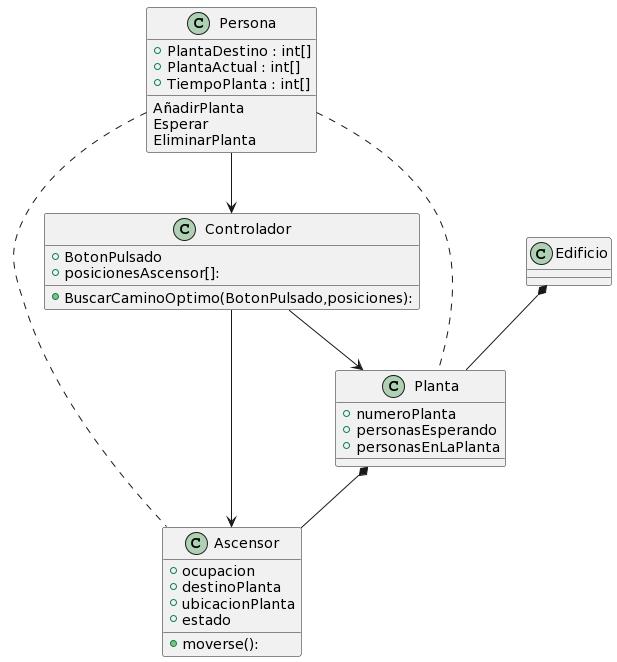 C Persona
PlantaDestino : int[]
PlantaActual : int[]
TiempoPlanta : int[]
AñadirPlanta
Esperar
EliminarPlanta
C Controlador
BotonPulsado
posicionesAscensor[]:
BuscarCaminoOptimo(BotonPulsado,posiciones):
C Edificio
C Planta
numeroPlanta
personasEsperando
personasEnLaPlanta
C Ascensor
ocupacion
destinoPlanta
ubicacionPlanta
estado
moverse():